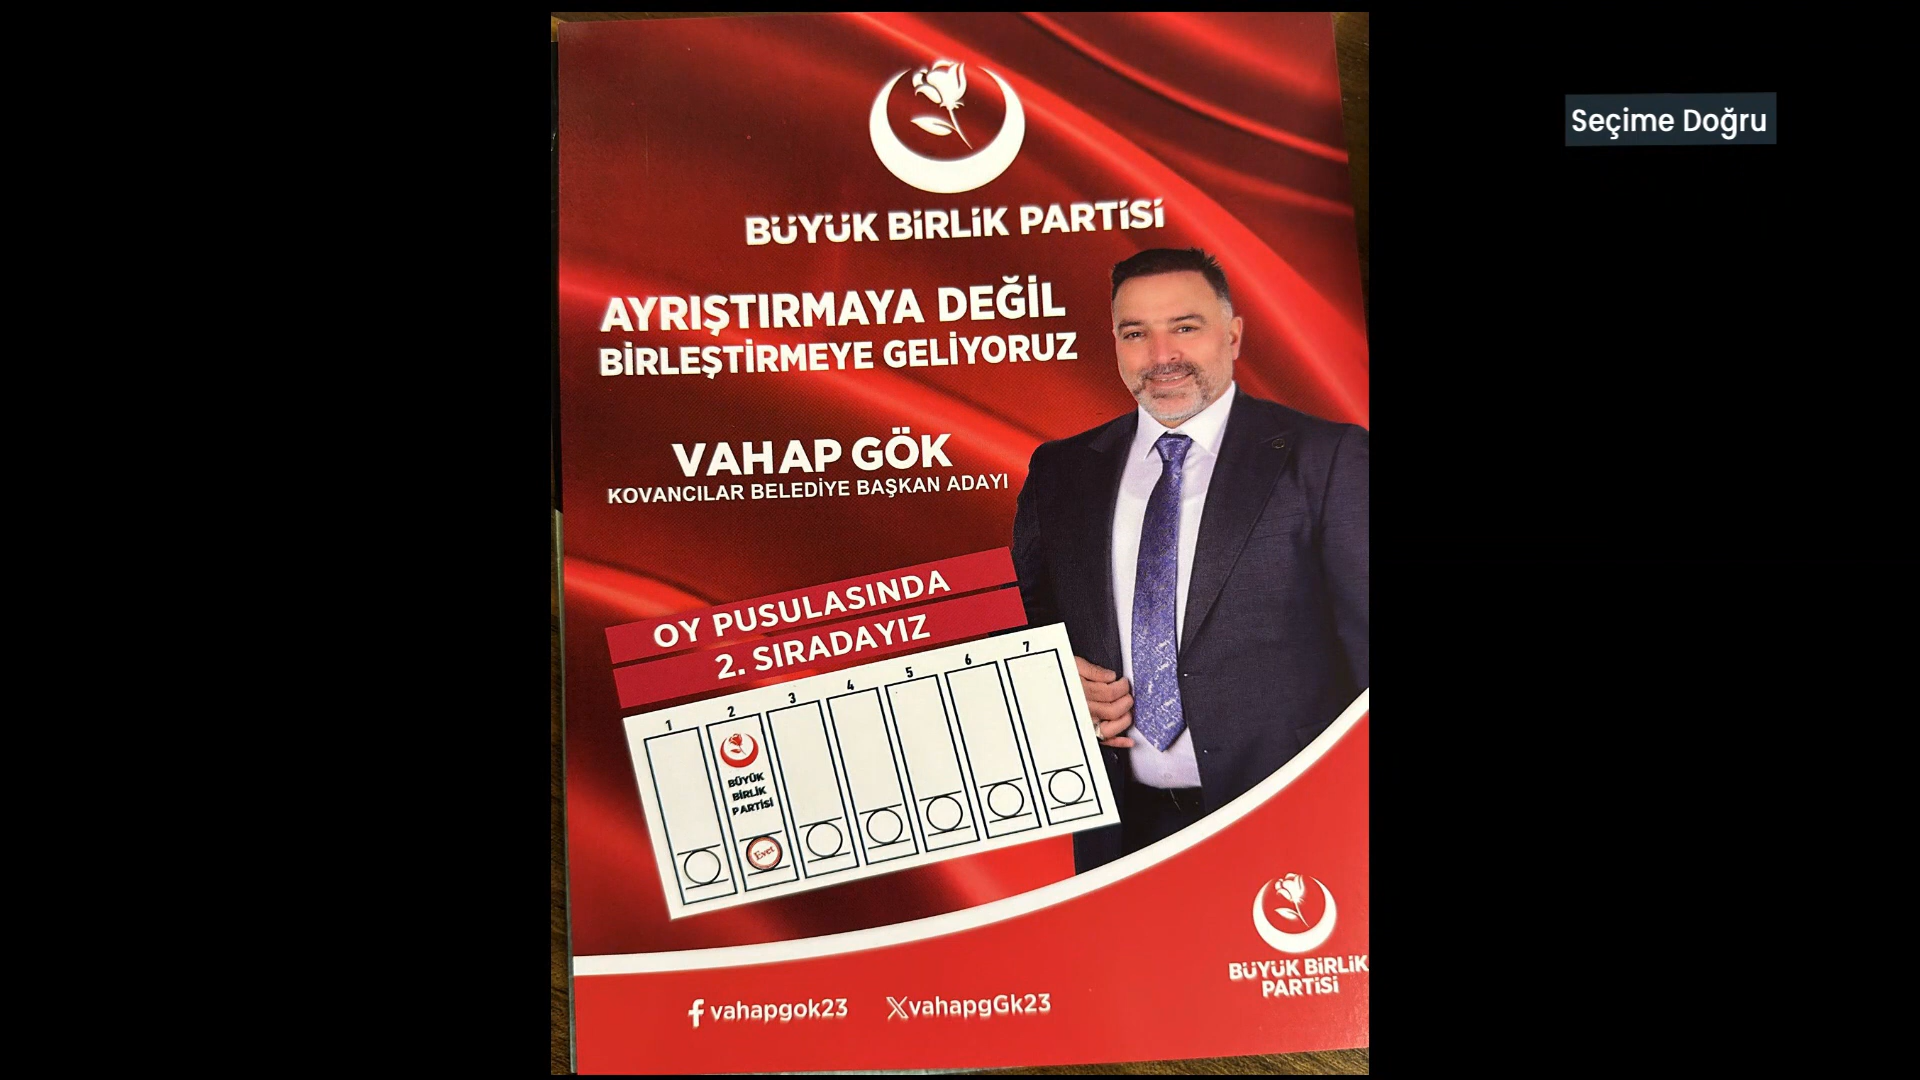 Seçime Doğru
BÜYÜK BİRLİK PARTİSİ
AYRIŞTIRMAYA DEĞİL
BİRLEŞTİRMEYE GELİYORUZ
VAHAP GÖK
KOVANCILAR BELEDİYE BAŞKAN ADAYI
OY PUSULASINDA
2. SIRADAYIZ
1 2 3 4 5 6 7
BÜYÜK
BİRLİK
PARTİSİ
Evet
BÜYÜK BİRLİK
PARTİSİ
vahapgok23 vahapgGk23